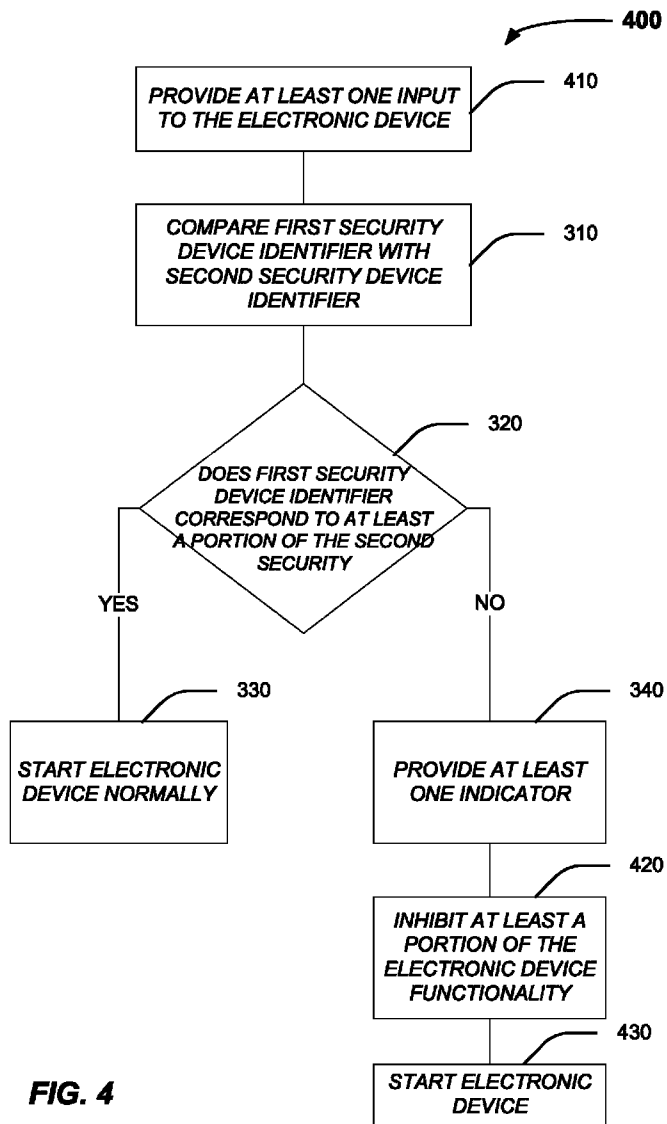 400
PROVIDE AT LEAST ONE INPUT
TO THE ELECTRONIC DEVICE
410
COMPARE FIRST SECURITY
DEVICE IDENTIFIER WITH
SECOND SECURITY DEVICE
IDENTIFIER
310
320
DOES FIRST SECURITY
DEVICE IDENTIFIER
CORRESPOND TO AT LEAST
A PORTION OF THE SECOND
SECURITY
YES
NO
330
START ELECTRONIC
DEVICE NORMALLY
340
PROVIDE AT LEAST
ONE INDICATOR
420
INHIBIT AT LEAST A
PORTION OF THE
ELECTRONIC DEVICE
FUNCTIONALITY
430
START ELECTRONIC
DEVICE
FIG. 4